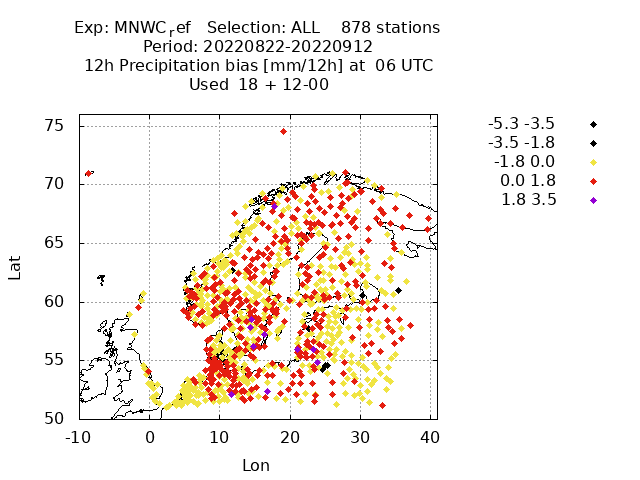 Exp: MNWC_ref   Selection: ALL    878 stations
Period: 20220822-20220912
12h Precipitation bias [mm/12h] at  06 UTC
Used  18 + 12-00
-5.3 -3.5
-3.5 -1.8
-1.8 0.0
0.0 1.8
1.8 3.5
75
70
65
60
55
50
Lat
-10 0 10 20 30 40
Lon